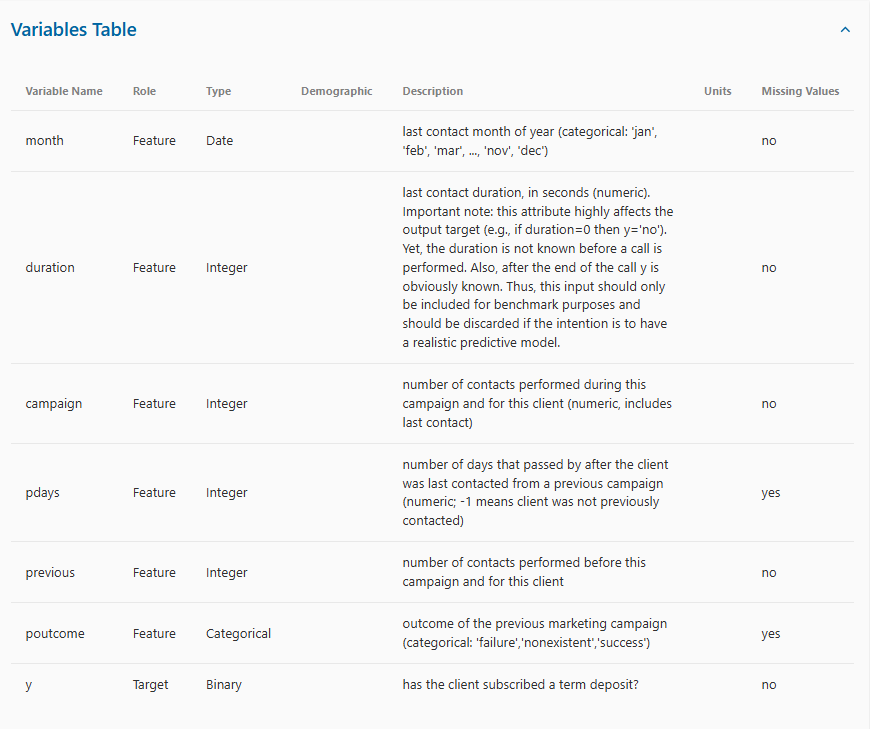 Variables Table
Variable Name Role Type Demographic Description Units Missing Values
month Feature Date last contact month of year (categorical: 'jan', no
'feb', 'mar', ..., 'nov', 'dec')
last contact duration, in seconds (numeric).
Important note: this attribute highly affects the
output target (e.g., if duration=0 then y='no').
Yet, the duration is not known before a call is
duration Feature Integer performed. Also, after the end of the call y is no
obviously known. Thus, this input should only
be included for benchmark purposes and
should be discarded if the intention is to have
a realistic predictive model.
number of contacts performed during this
campaign Feature Integer campaign and for this client (numeric, includes no
last contact)
number of days that passed by after the client
was last contacted from a previous campaign
pdays Feature Integer (numeric; -1 means client was not previously yes
contacted)
previous Feature Integer number of contacts performed before this no
campaign and for this client
poutcome Feature Categorical outcome of the previous marketing campaign yes
(categorical: 'failure','nonexistent','success')
y Target Binary has the client subscribed a term deposit? no